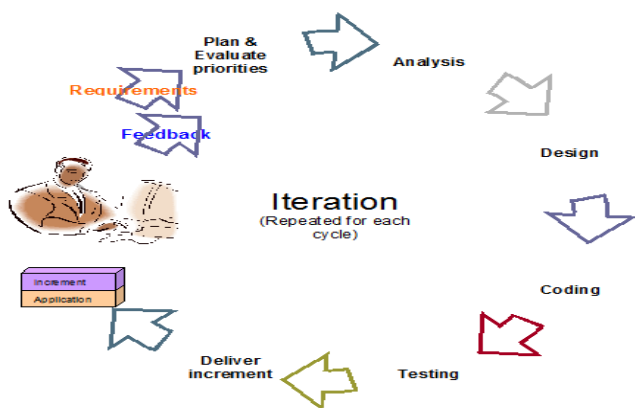 Plan &
Evaluate
priorities
Analysis
Requirements
Feedback
Design
Iteration
(Repeated for each
cycle)
Increment
Application
Coding
Deliver
increment
Testing